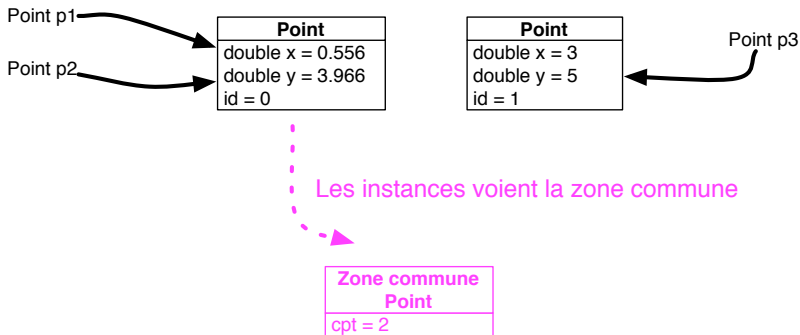 Point p1
Point p2
Point
double x = 0.556
double y = 3.966
id = 0
Point
double x = 3
double y = 5
id = 1
Point p3
Les instances voient la zone commune
Zone commune
Point
cpt = 2